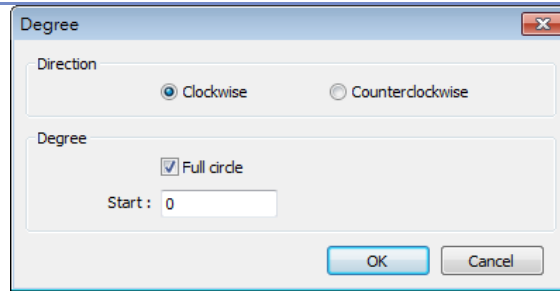 Degree
Direction
Clockwise
Counterclockwise
Degree
Full circle
Start :
0
OK
Cancel